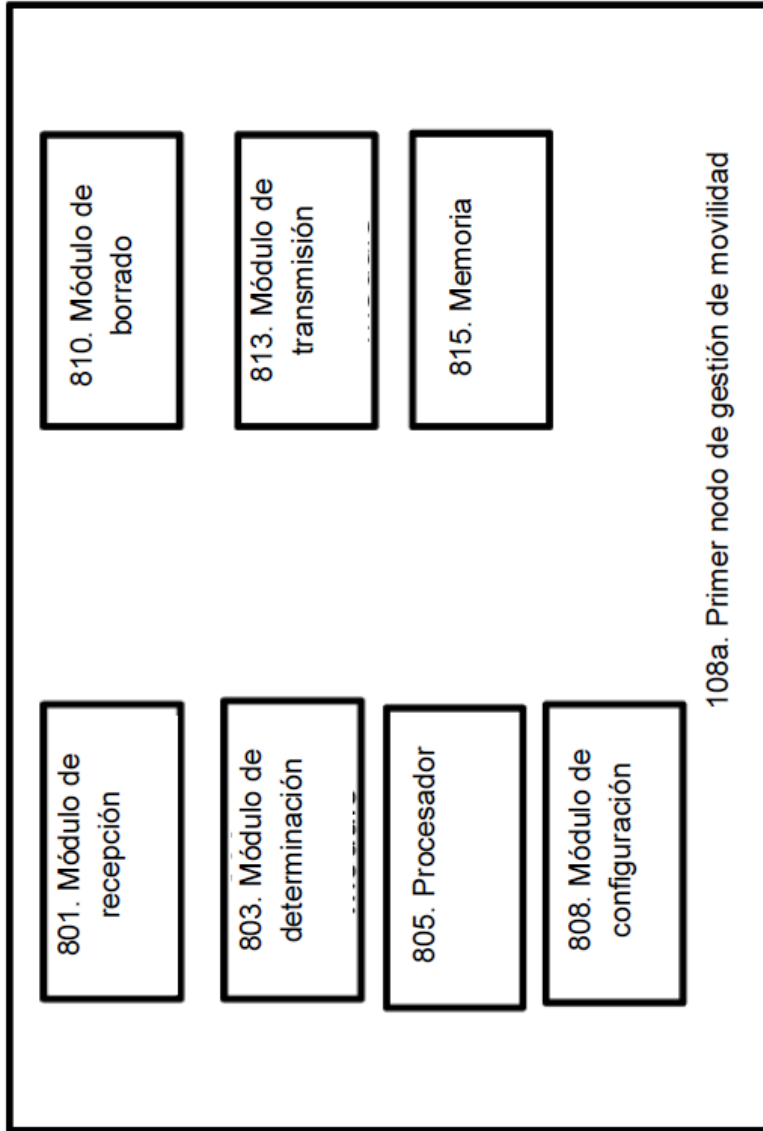 801. Módulo de
recepción
803. Módulo de
determinación
805. Procesador
808. Módulo de
configuración
810. Módulo de
borrado
813. Módulo de
transmisión
815. Memoria
108a. Primer nodo de gestión de movilidad